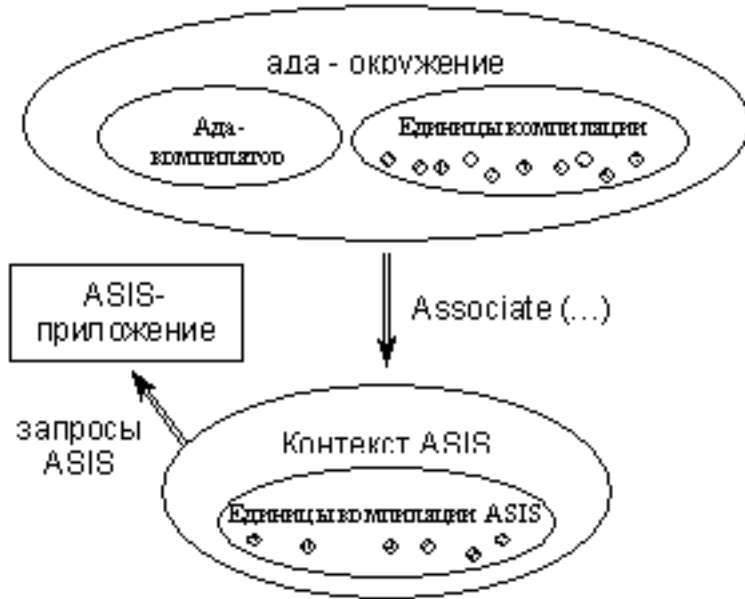 ада - окружение
Ада-
компилятор
Единицы компиляции
ASIS-
приложение
Associate (...)
запросы
ASIS
Контекст ASIS
Единицы компиляции ASIS